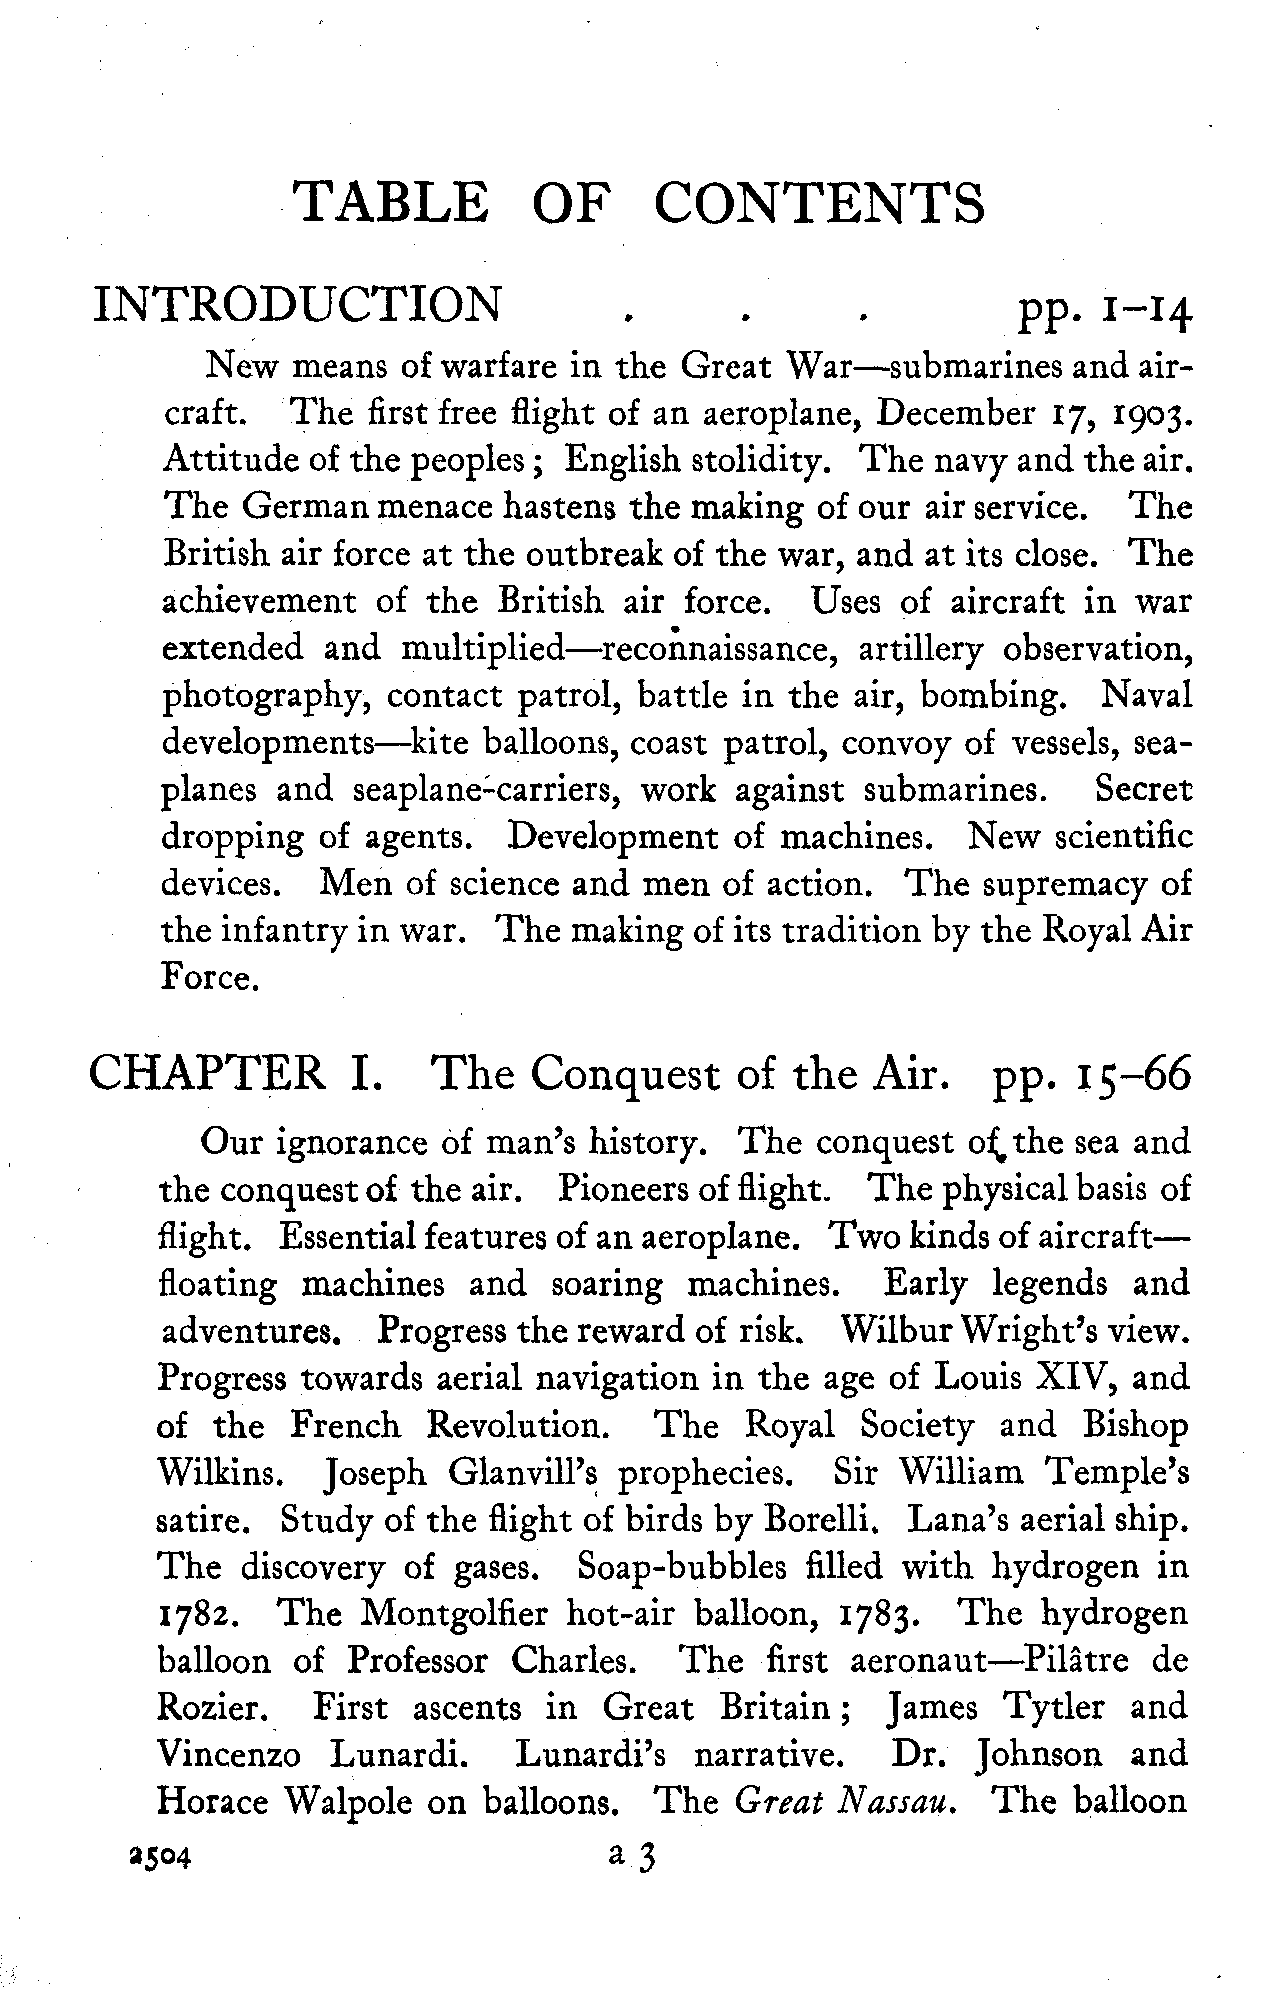 TABLE OF CONTENTS
INTRODUCTION . . . pp. 1–14
New means of warfare in the Great War—submarines and air-
craft. The first free flight of an aeroplane, December 17, 1903.
Attitude of the peoples; English stolidity. The navy and the air.
The German menace hastens the making of our air service. The
British air force at the outbreak of the war, and at its close. The
achievement of the British air force. Uses of aircraft in war
extended and multiplied—reconnaissance, artillery observation,
photography, contact patrol, battle in the air, bombing. Naval
developments—kite balloons, coast patrol, convoy of vessels, sea-
planes and seaplane-carriers, work against submarines. Secret
dropping of agents. Development of machines. New scientific
devices. Men of science and men of action. The supremacy of
the infantry in war. The making of its tradition by the Royal Air
Force.
CHAPTER I. The Conquest of the Air. pp. 15–66
Our ignorance of man's history. The conquest of the sea and
the conquest of the air. Pioneers of flight. The physical basis of
flight. Essential features of an aeroplane. Two kinds of aircraft—
floating machines and soaring machines. Early legends and
adventures. Progress the reward of risk. Wilbur Wright's view.
Progress towards aerial navigation in the age of Louis XIV, and
of the French Revolution. The Royal Society and Bishop
Wilkins. Joseph Glanvill's prophecies. Sir William Temple's
satire. Study of the flight of birds by Borelli. Lana's aerial ship.
The discovery of gases. Soap-bubbles filled with hydrogen in
1782. The Montgolfier hot-air balloon, 1783. The hydrogen
balloon of Professor Charles. The first aeronaut—Pilâtre de
Rozier. First ascents in Great Britain; James Tytler and
Vincenzo Lunardi. Lunardi's narrative. Dr. Johnson and
Horace Walpole on balloons. The Great Nassau. The balloon
2504 a 3